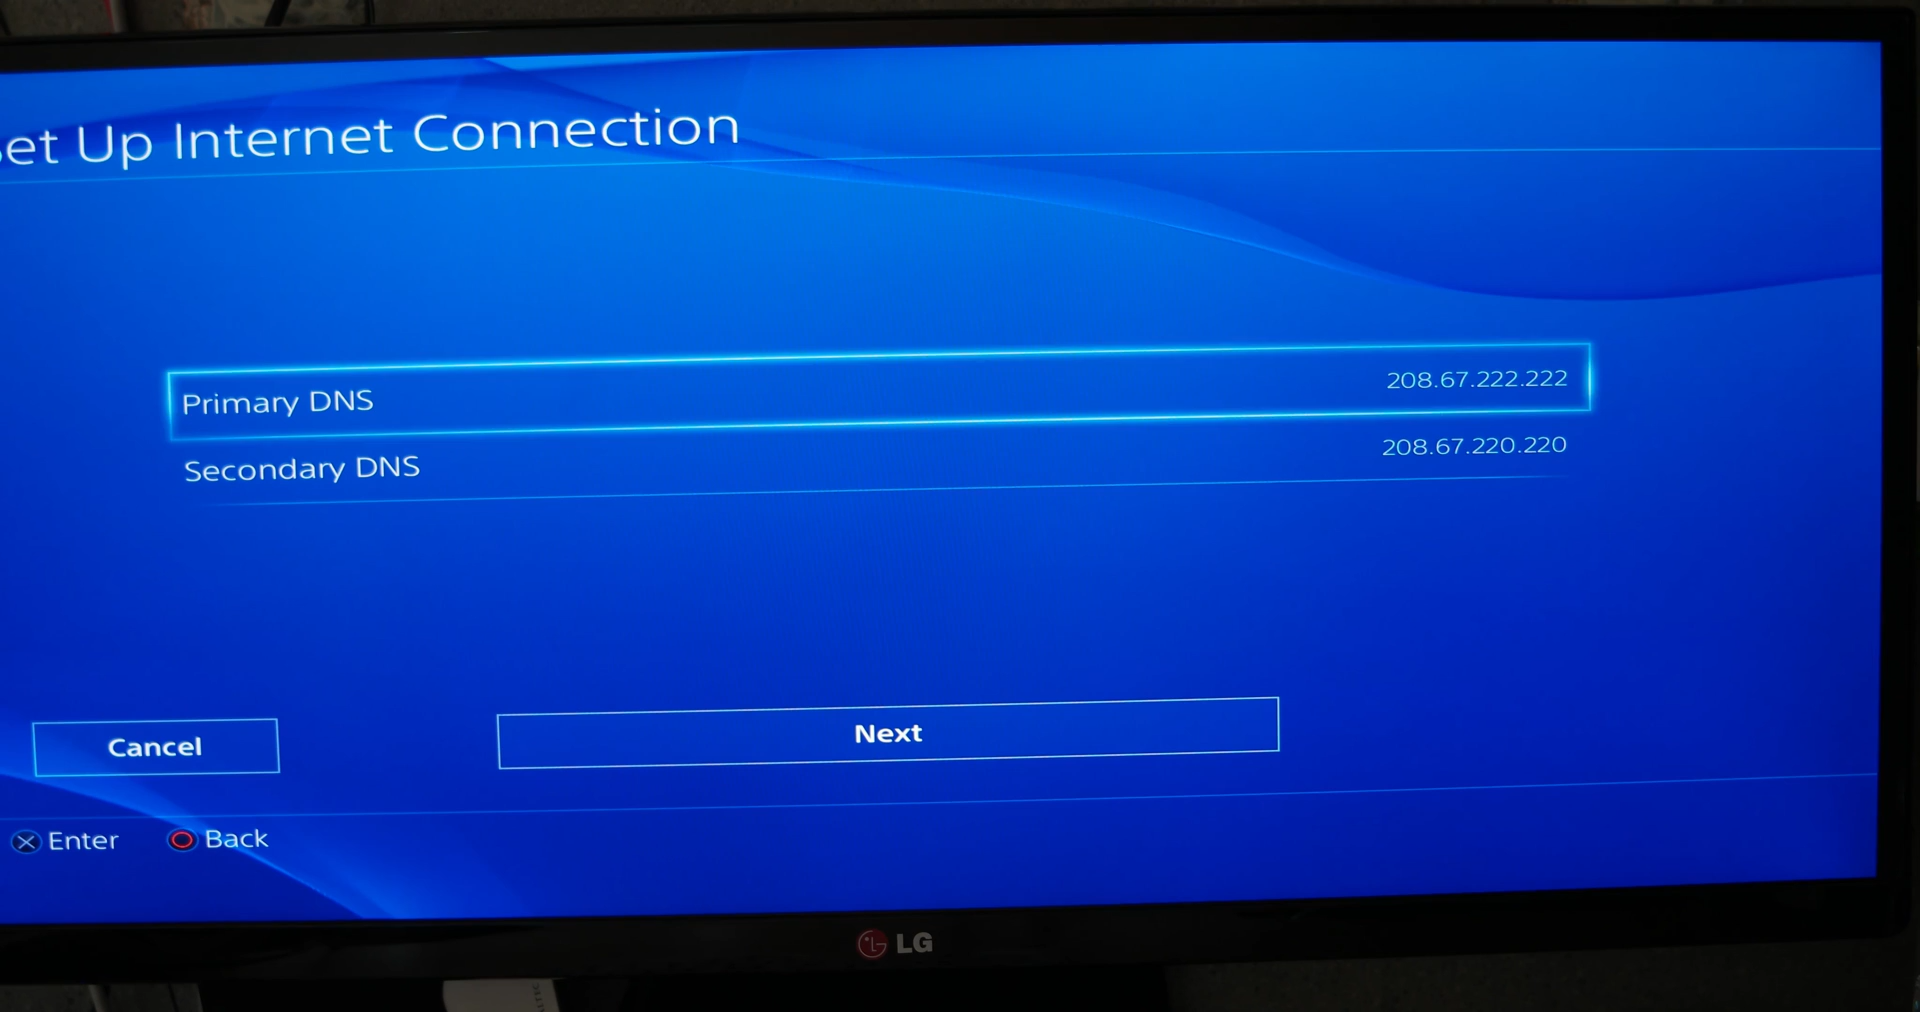 et Up Internet Connection
Primary DNS 208.67.222.222
Secondary DNS 208.67.220.220
Cancel Next
Enter Back
LG